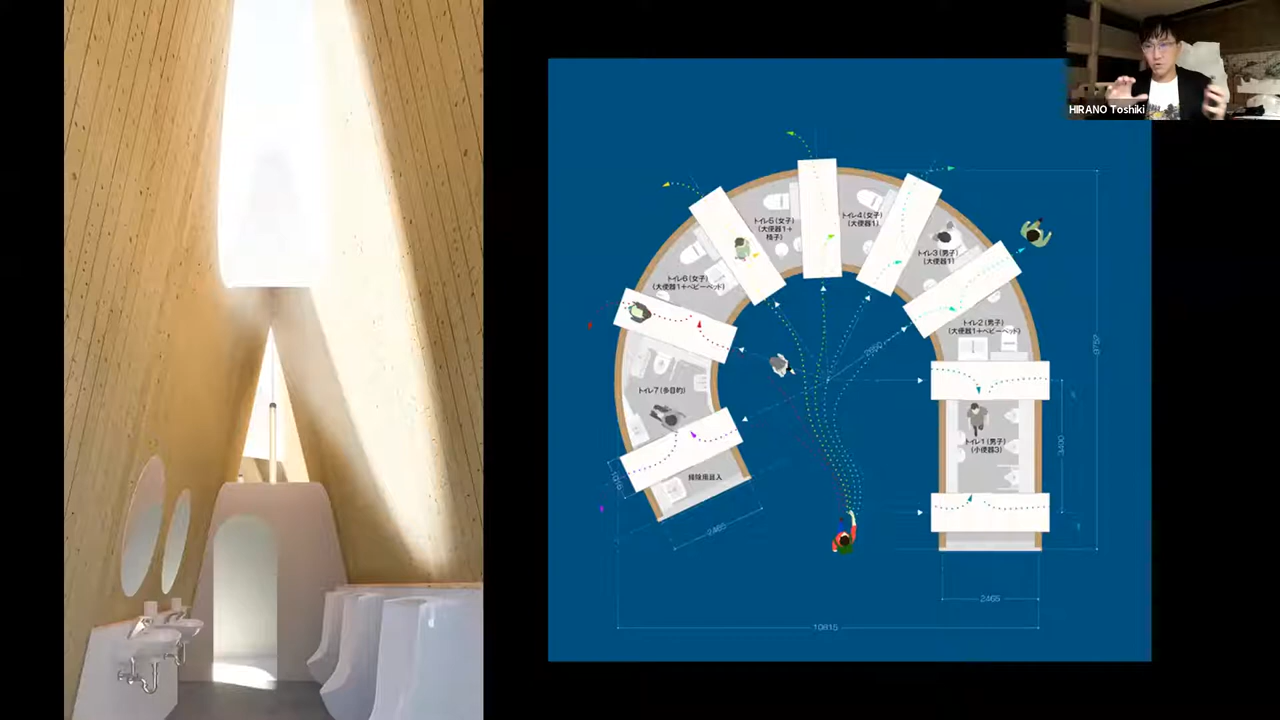 HIRANO Toshiki
トイレ5(女子)
(大便器1+
椅子)
トイレ4(女子)
(大便器1)
トイレ3(男子)
(大便器1)
トイレ6(女子)
(大便器1+ベビーベッド)
トイレ2(男子)
(大便器1+ベビーベッド)
トイレ7(多目的)
トイレ1(男子)
(小便器3)
掃除用具入
3400
2465
2465
10815